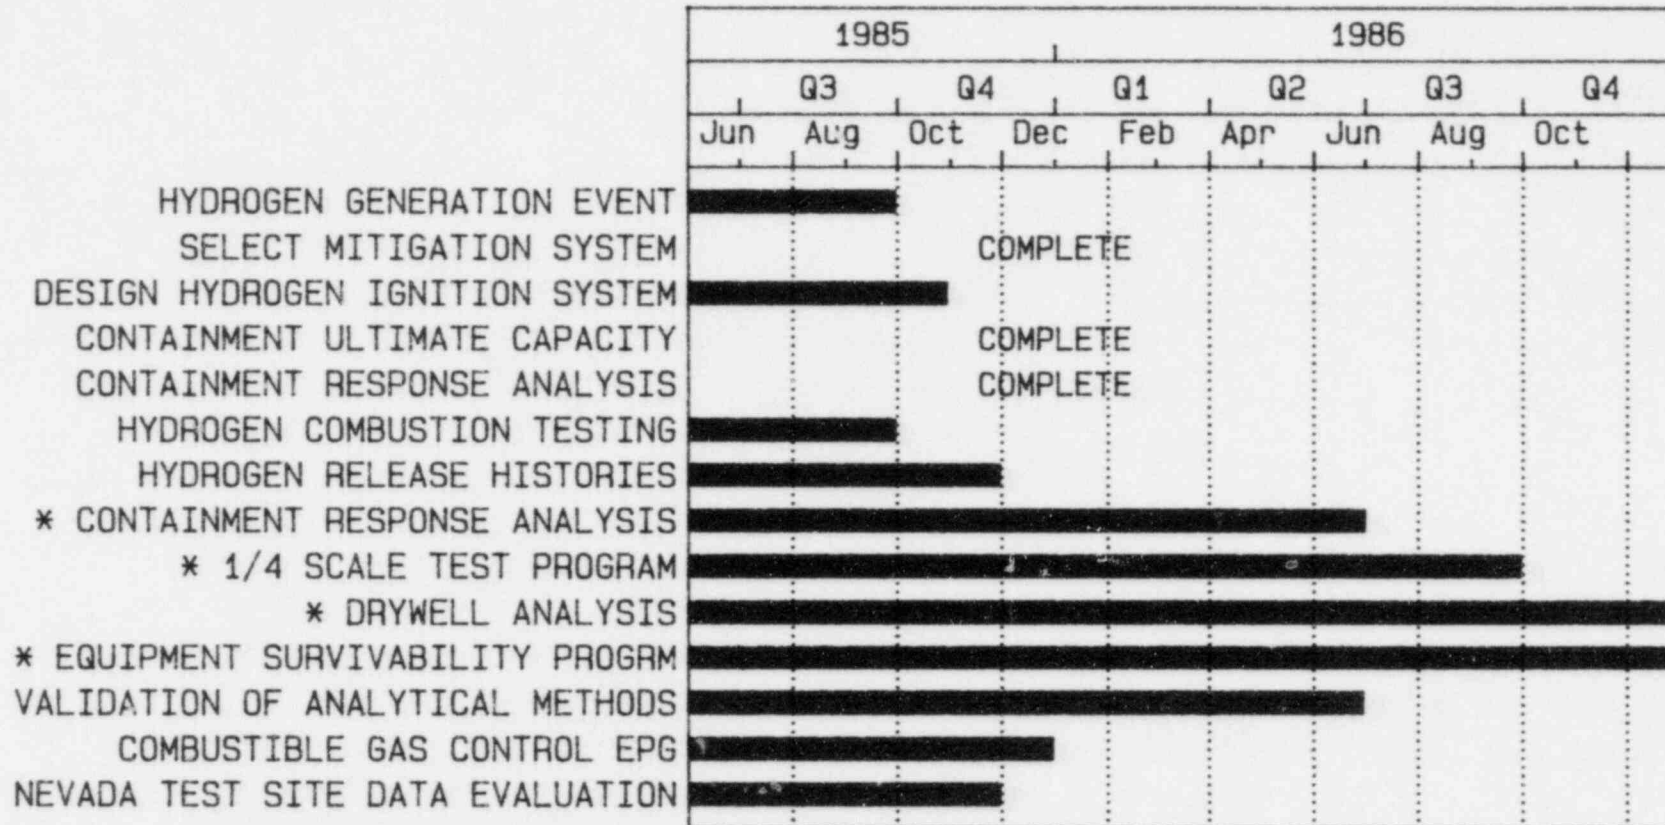 1985 1986
Q3 Q4 Q1 Q2 Q3 Q4
Jun Aug Oct Dec Feb Apr Jun Aug Oct
HYDROGEN GENERATION EVENT
SELECT MITIGATION SYSTEM COMPLETE
DESIGN HYDROGEN IGNITION SYSTEM
CONTAINMENT ULTIMATE CAPACITY COMPLETE
CONTAINMENT RESPONSE ANALYSIS COMPLETE
HYDROGEN COMBUSTION TESTING
HYDROGEN RELEASE HISTORIES
* CONTAINMENT RESPONSE ANALYSIS
* 1/4 SCALE TEST PROGRAM
* DRYWELL ANALYSIS
* EQUIPMENT SURVIVABILITY PROGRM
VALIDATION OF ANALYTICAL METHODS
COMBUSTIBLE GAS CONTROL EPG
NEVADA TEST SITE DATA EVALUATION